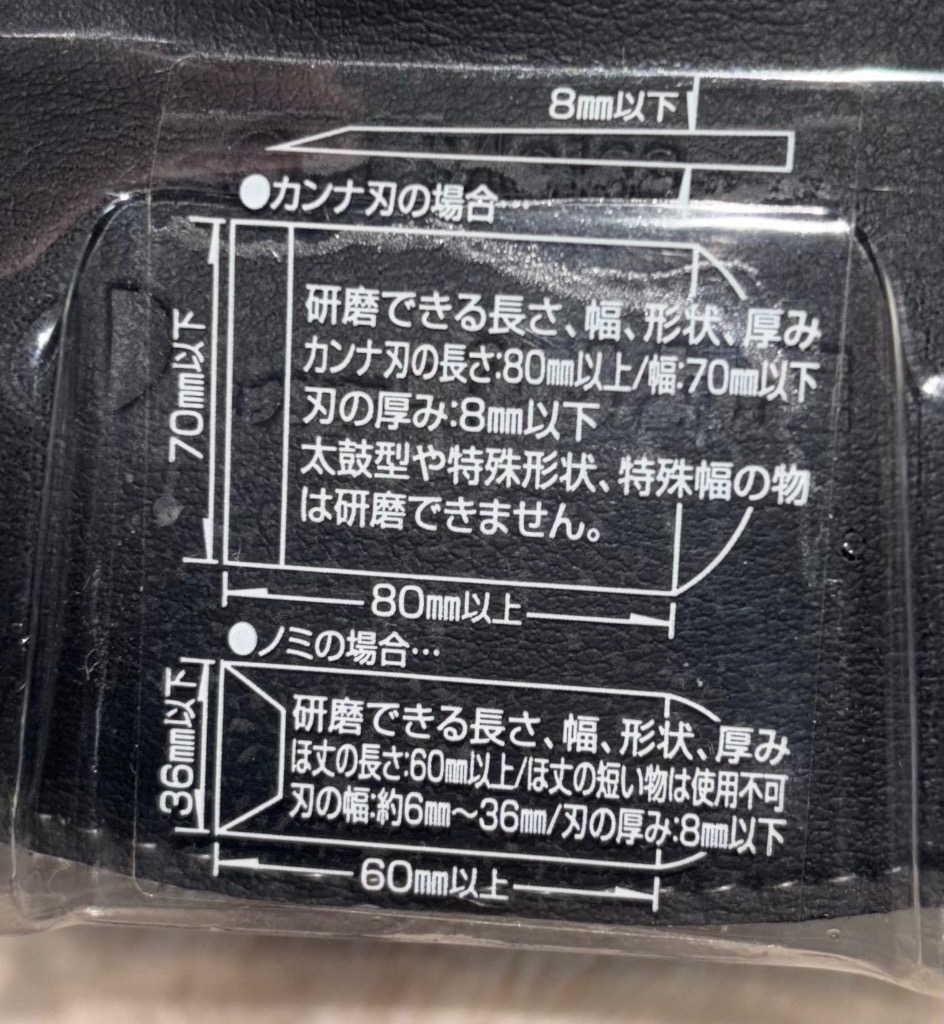 8㎜以下
●カンナ刃の場合…
70㎜以下
研磨できる長さ、幅、形状、厚み
カンナ刃の長さ:80㎜以上/幅:70㎜以下
刃の厚み:8㎜以下
太鼓型や特殊形状、特殊幅の物
は研磨できません。
80㎜以上
●ノミの場合…
36㎜以下
研磨できる長さ、幅、形状、厚み
ほ丈の長さ:60㎜以上/ほ丈の短い物は使用不可
刃の幅:約6㎜〜36㎜/刃の厚み:8㎜以下
60㎜以上